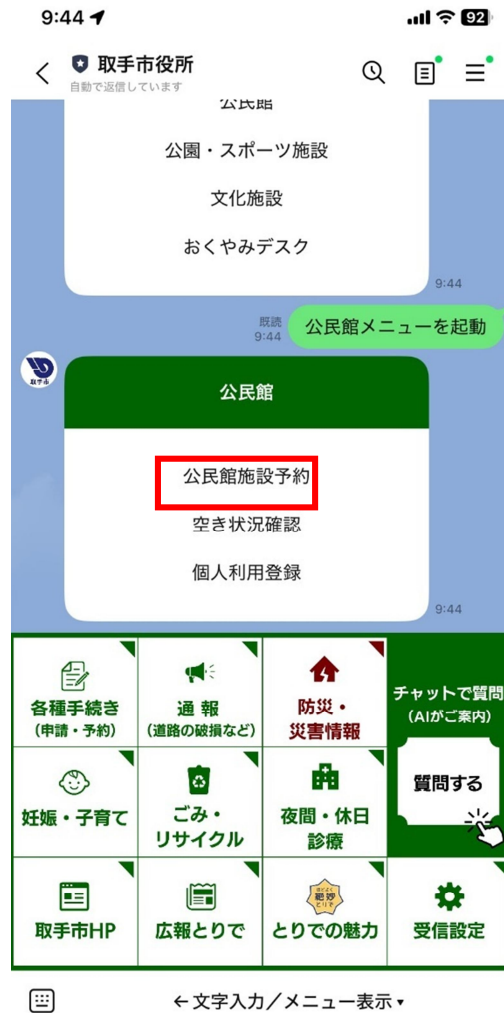 9:44
92
取手市役所
自動で返信しています
公民館
公園・スポーツ施設
文化施設
おくやみデスク
9:44
既読
9:44
公民館メニューを起動
取手市
公民館
公民館施設予約
空き状況確認
個人利用登録
9:44
各種手続き
(申請・予約)
通 報
(道路の破損など)
防災・
災害情報
チャットで質問
(AIがご案内)
質問する
妊娠・子育て
ごみ・
リサイクル
夜間・休日
診療
取手市HP
広報とりで
ほどよく
絶妙
とりで
とりでの魅力
受信設定
←文字入力／メニュー表示▾